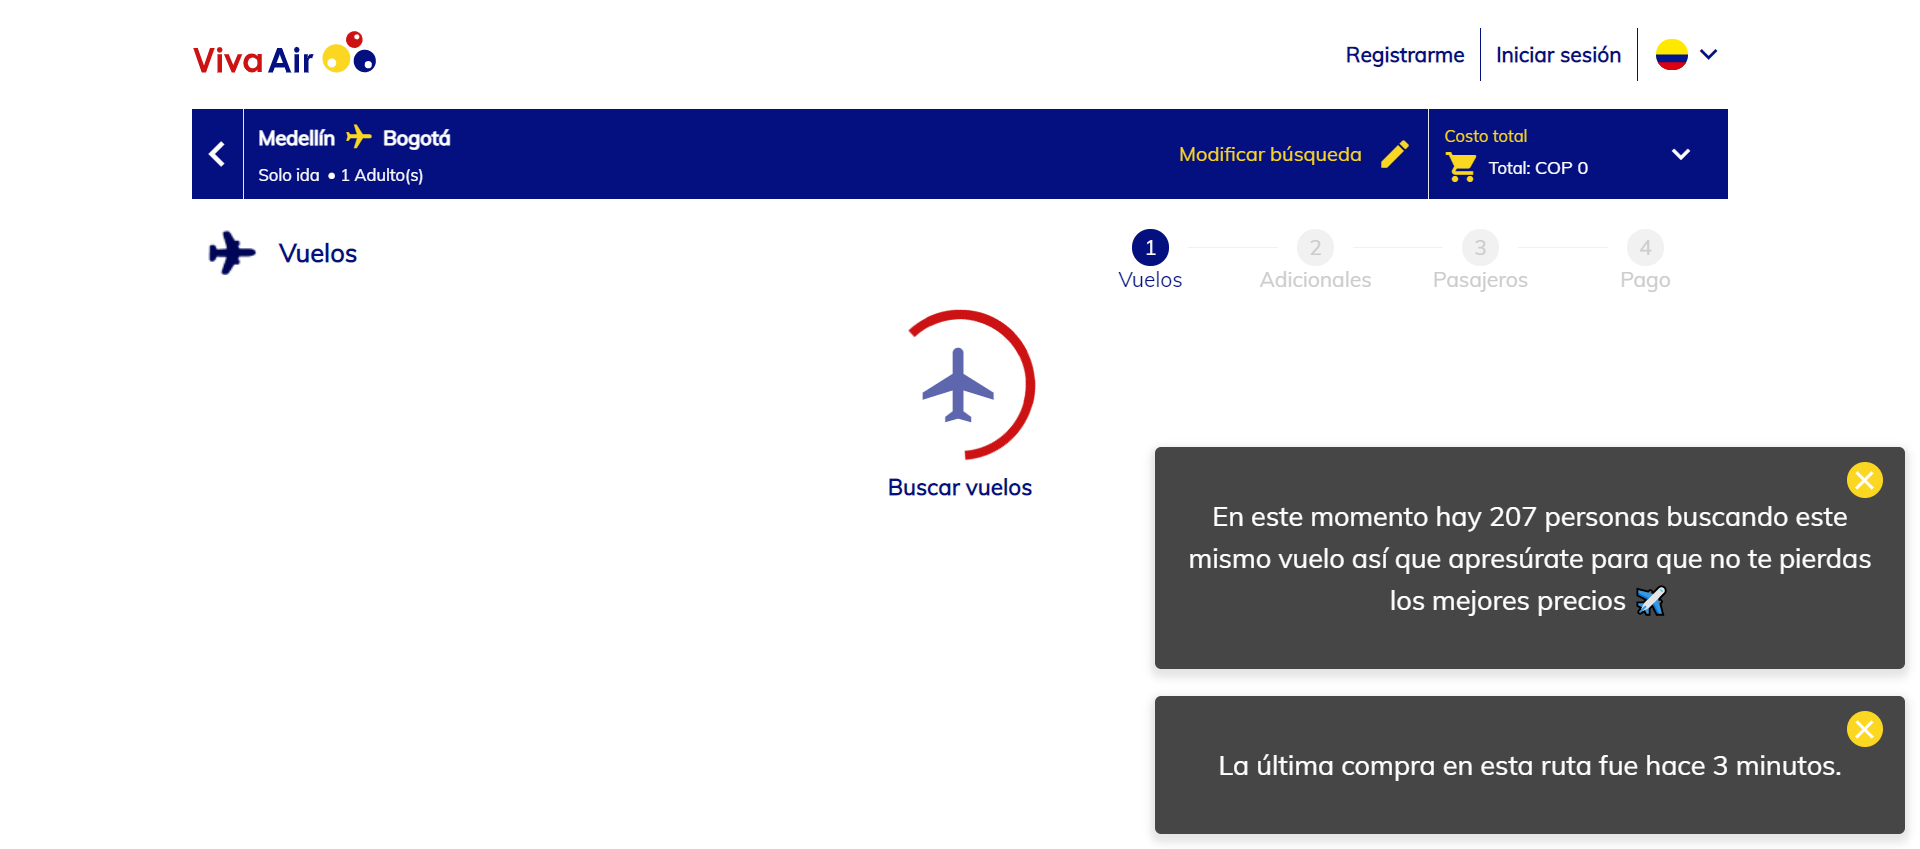 Viva Air
Registrarme
Iniciar sesión
Medellín Bogotá
Solo ida • 1 Adulto(s)
Modificar búsqueda
Costo total
Total: COP 0
Vuelos
1
Vuelos
2
Adicionales
3
Pasajeros
4
Pago
Buscar vuelos
En este momento hay 207 personas buscando este
mismo vuelo así que apresúrate para que no te pierdas
los mejores precios ✈️
La última compra en esta ruta fue hace 3 minutos.